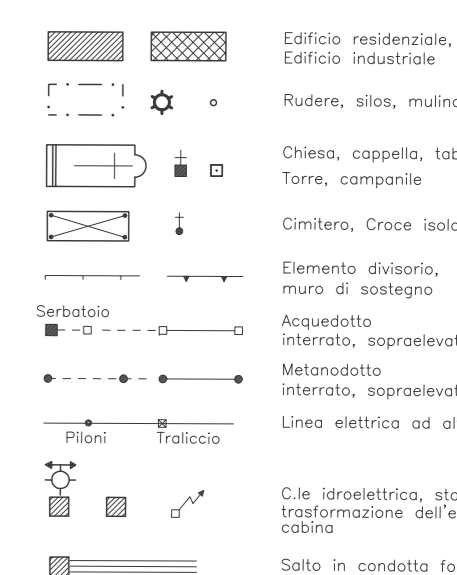 Edificio residenziale,
Edificio industriale
Rudere, silos,
Chiesa, cappella,
Torre, campanile
Cimitero, Croce
Elemento divisorio,
muro di sostegno
Serbatoio
Acquedotto
interrato,
Metanodotto
interrato,
Linea elettrica ad
Piloni Traliccio
C.le idroelettrica,
trasformazione
cabina
Salto in condotta